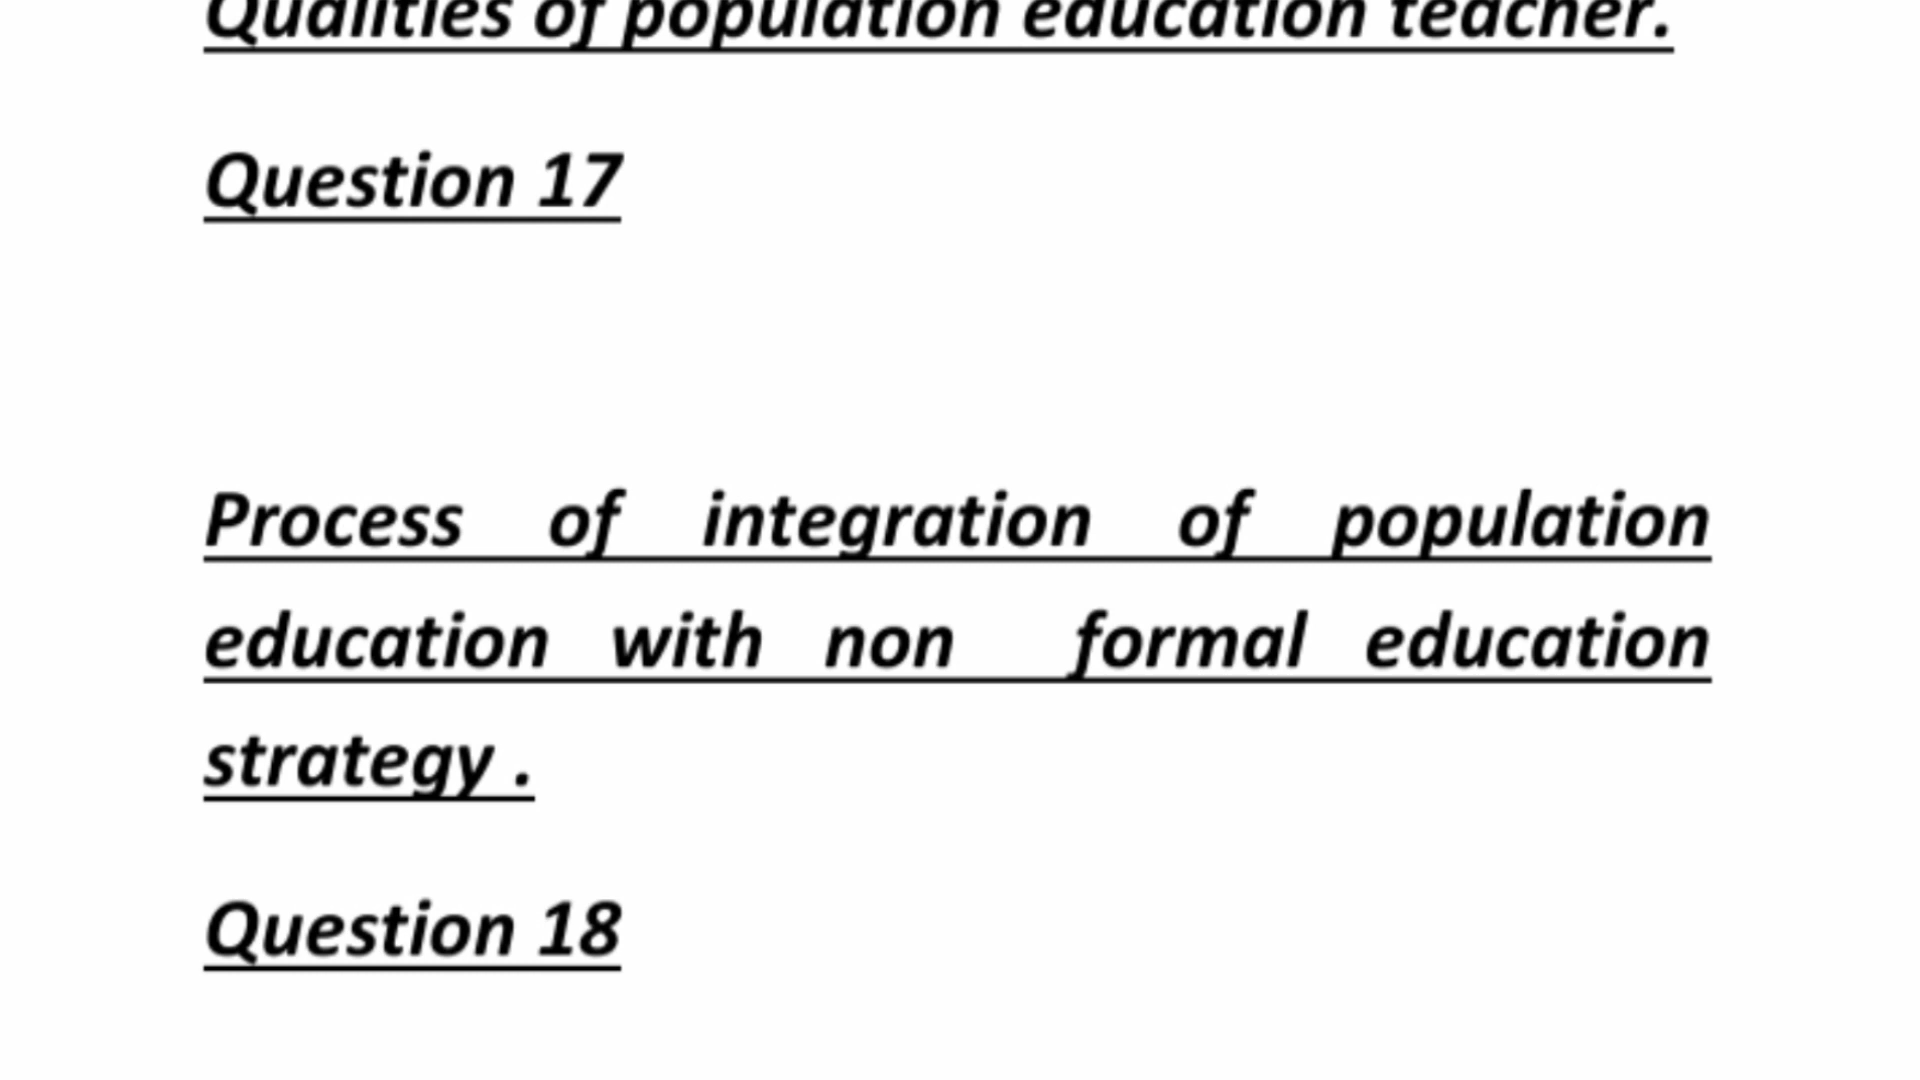 Qualities of population education teacher.
Question 17
Process of integration of population
education with non formal education
strategy .
Question 18